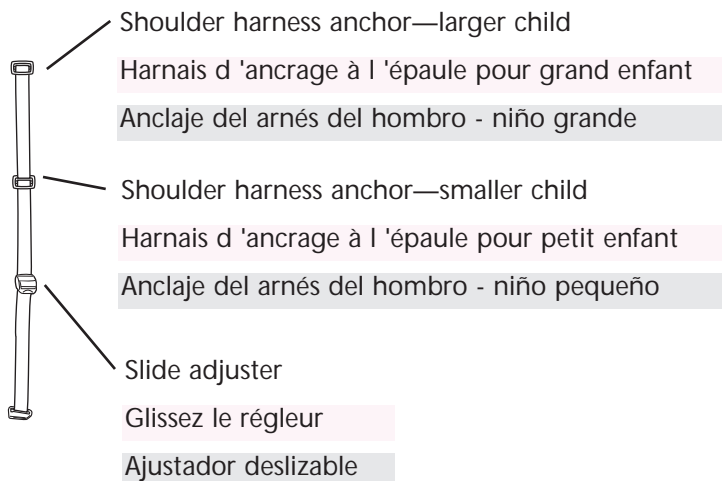 Shoulder harness anchor—larger child
Harnais d 'ancrage à l 'épaule pour grand enfant
Anclaje del arnés del hombro - niño grande
Shoulder harness anchor—smaller child
Harnais d 'ancrage à l 'épaule pour petit enfant
Anclaje del arnés del hombro - niño pequeño
Slide adjuster
Glissez le régleur
Ajustador deslizable